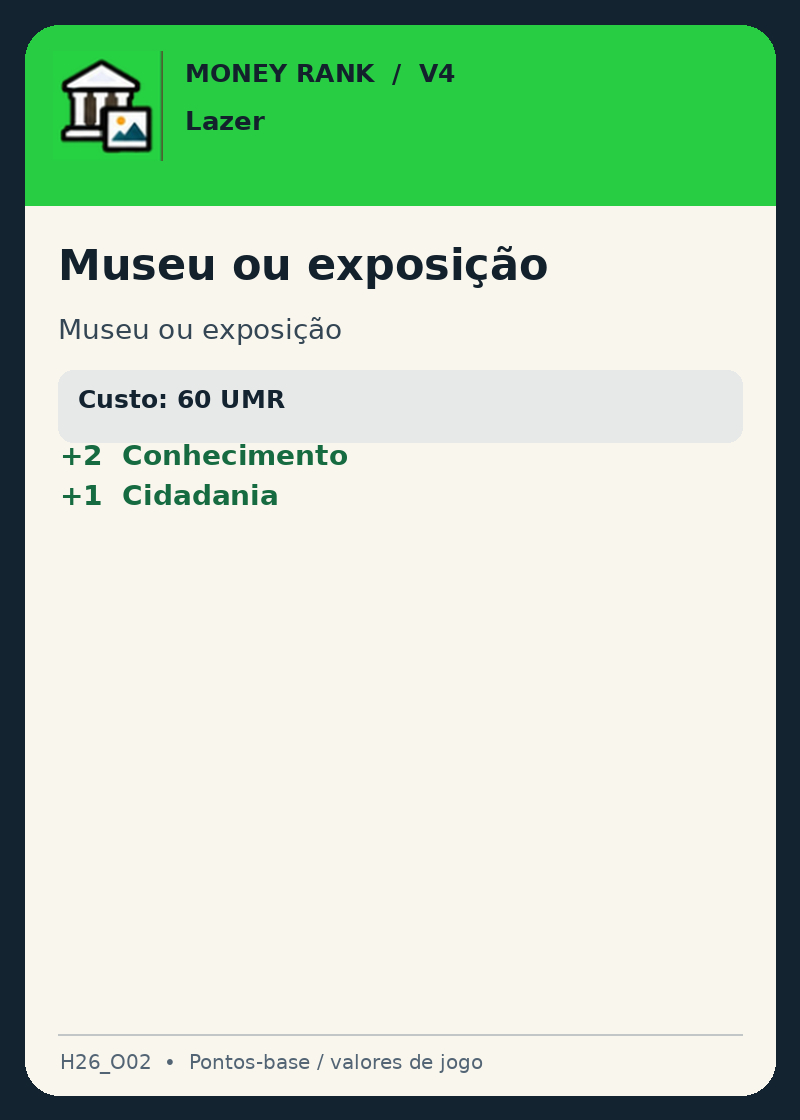 MONEY RANK / V4
Lazer
Museu ou exposição
Museu ou exposição
Custo: 60 UMR
+2 Conhecimento
+1 Cidadania
H26_O02 • Pontos-base / valores de jogo